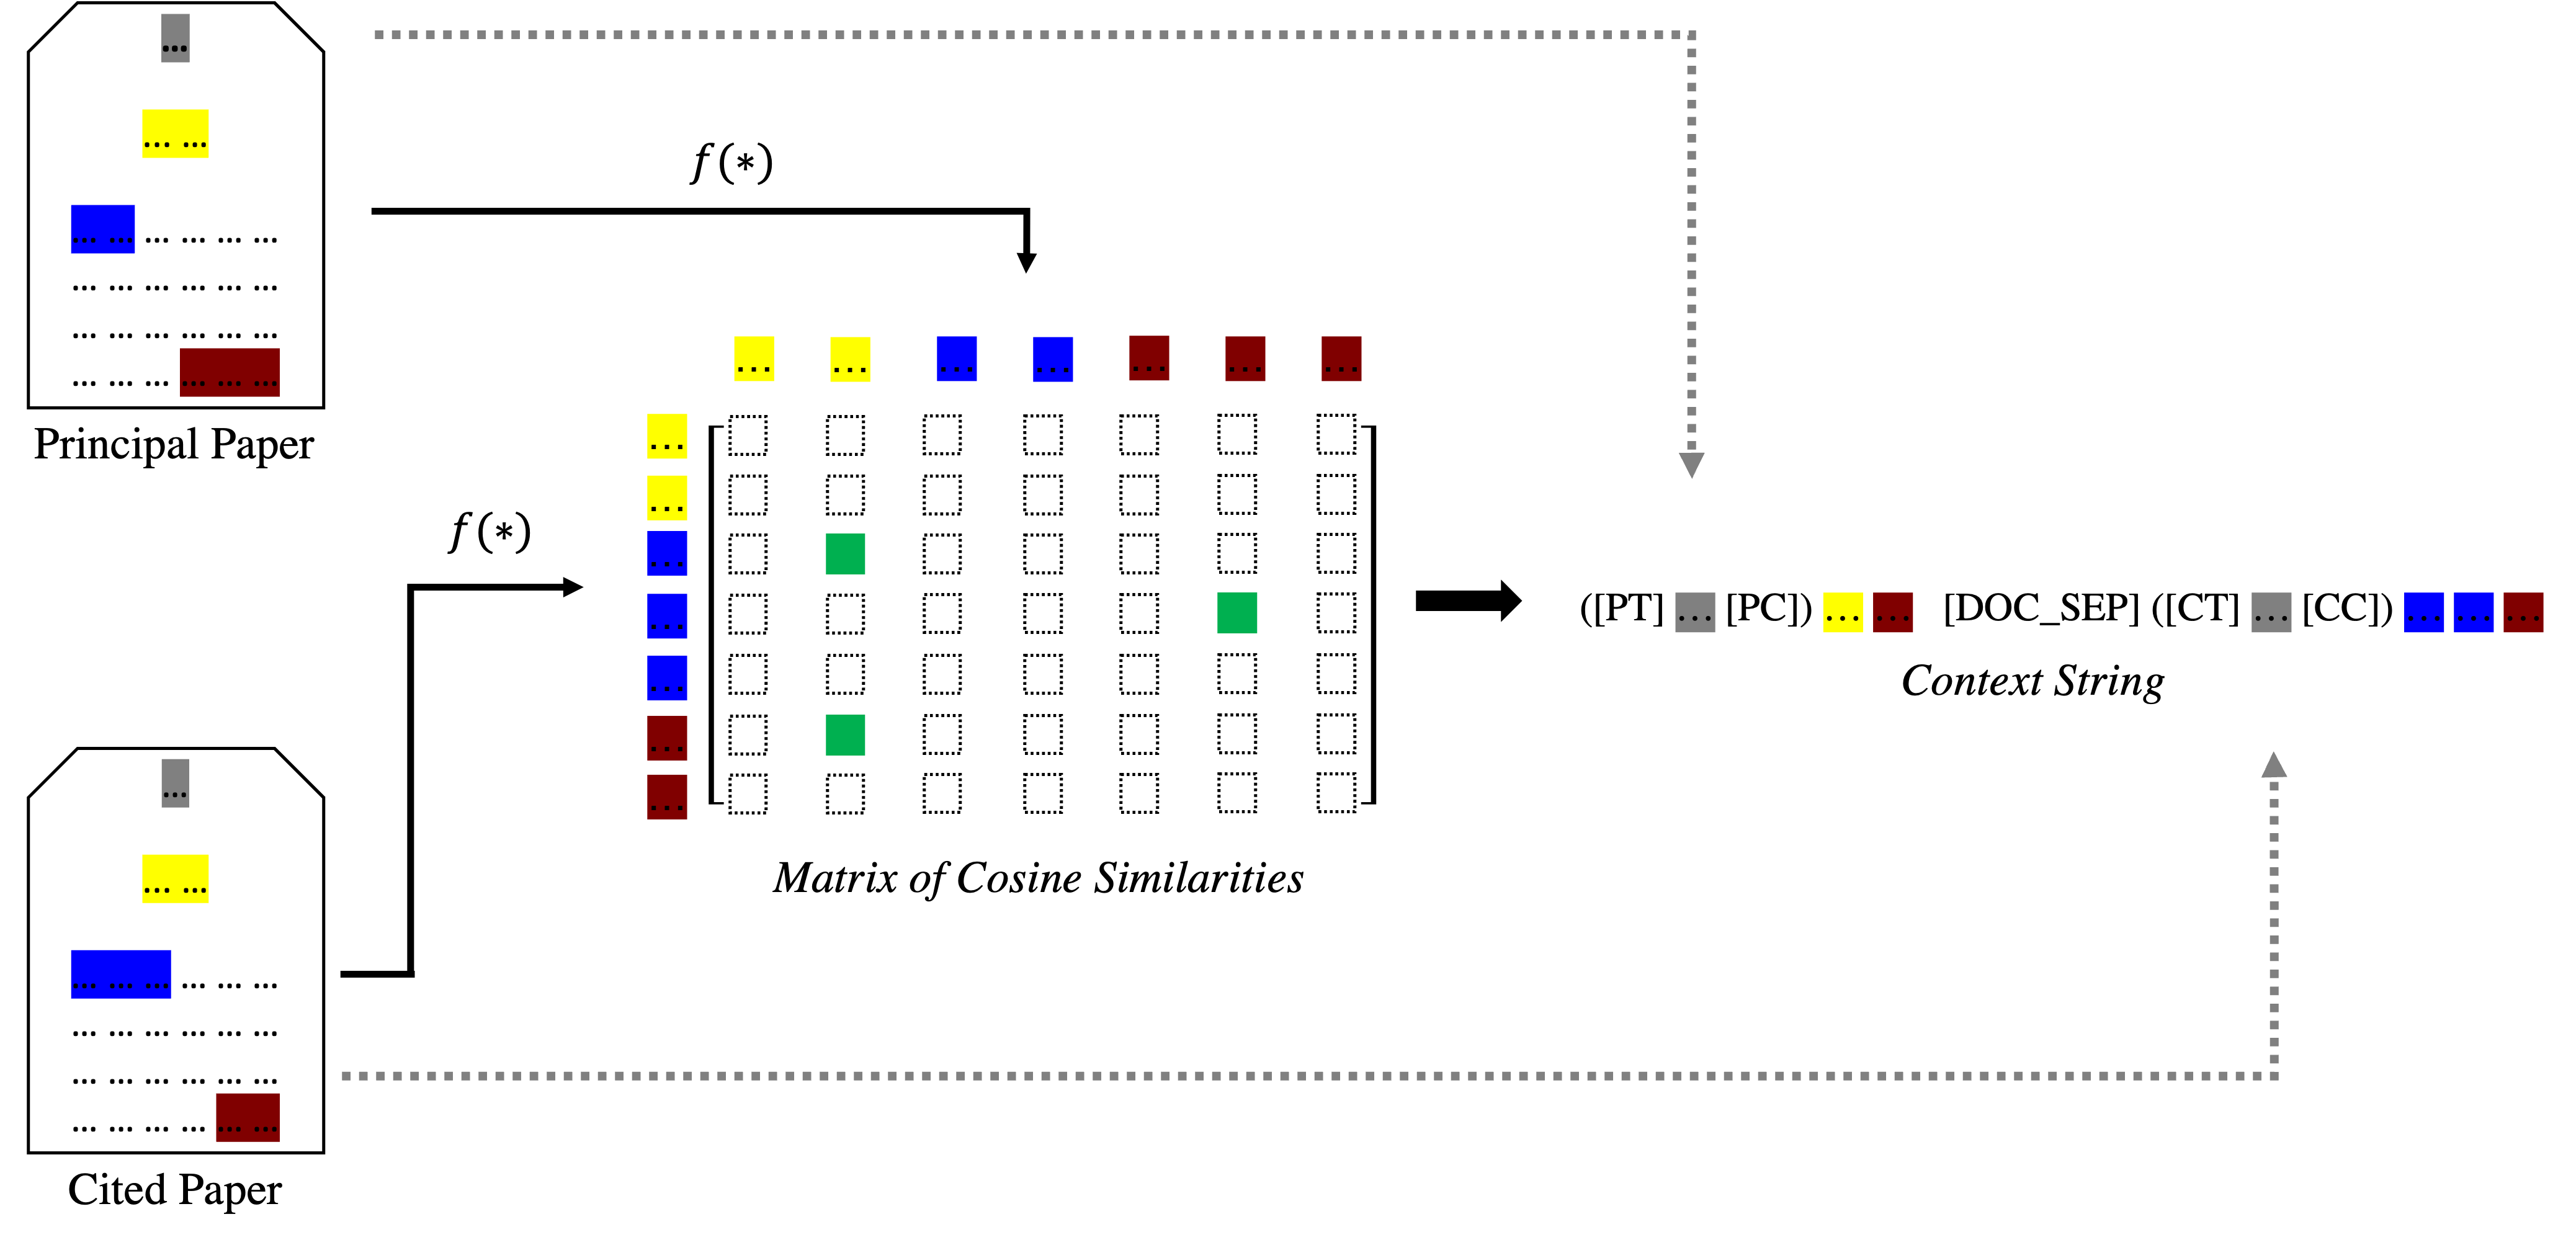 ...
... ...
... ... ... ... ... ...
... ... ... ... ... ...
... ... ... ... ... ...
... ... ... ... ... ...
Principal Paper
f (*)
f (*)
... ... ... ... ... ... ...
...
...
...
...
...
...
...
Matrix of Cosine Similarities
([PT] ... [PC]) ... ... [DOC_SEP] ([CT] ... [CC]) ... ... ...
Context String
...
... ...
... ... ... ... ... ...
... ... ... ... ... ...
... ... ... ... ... ...
... ... ... ... ... ...
Cited Paper